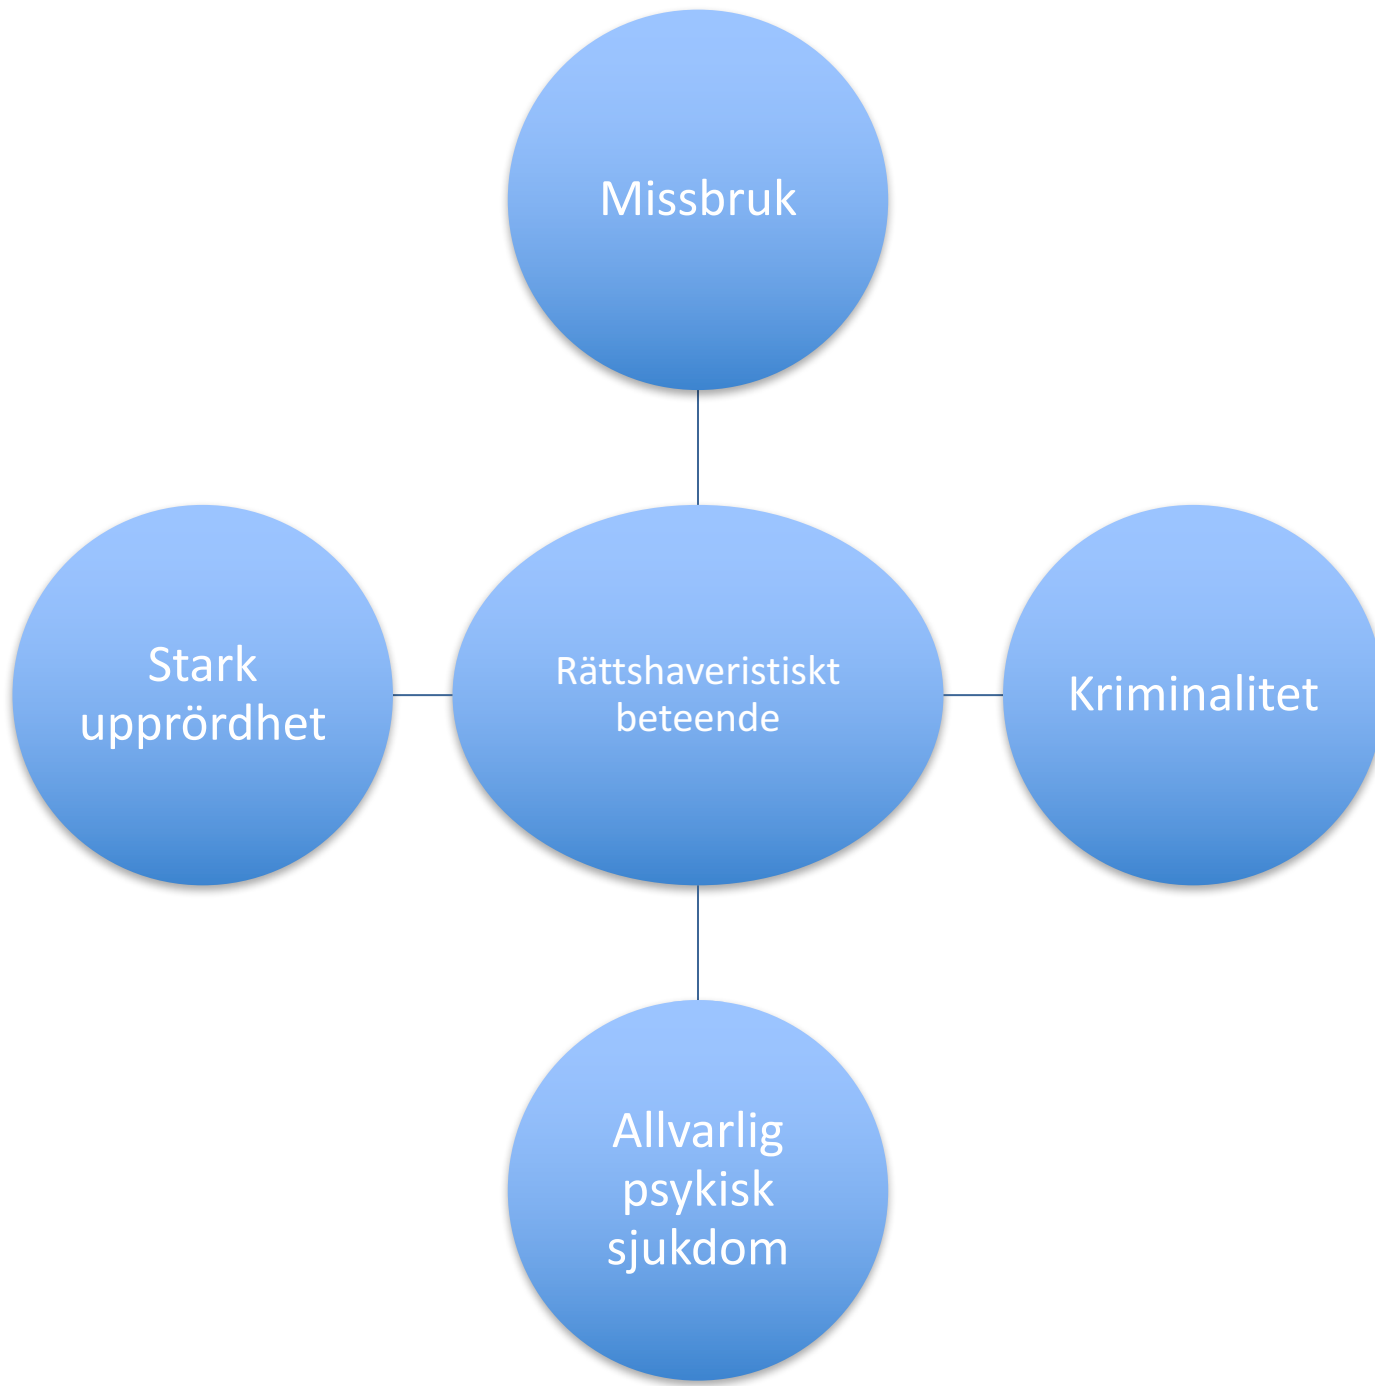 Missbruk
Stark
upprördhet
Rättshaveristiskt
beteende
Kriminalitet
Allvarlig
psykisk
sjukdom